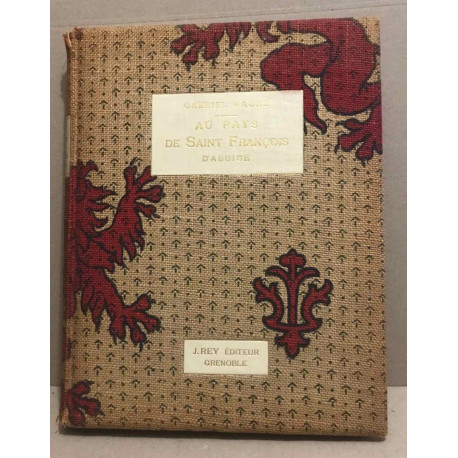 GABRIEL FAURE
AU PAYS
DE SAINT FRANÇOIS
D'ASSISE
J. REY ÉDITEUR
GRENOBLE